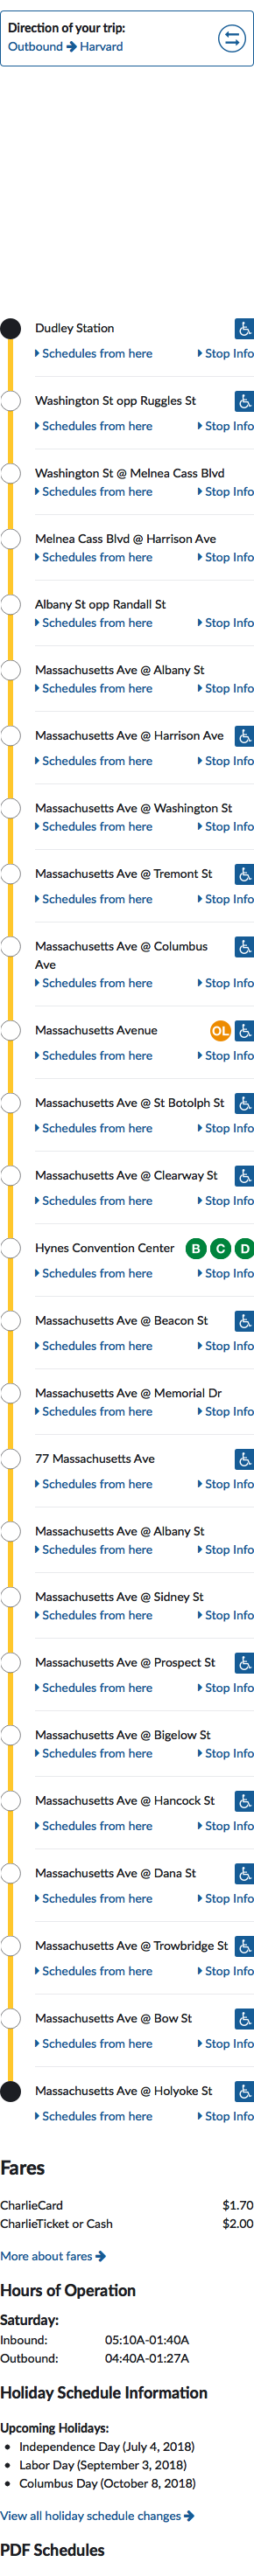 Direction of your trip:
Outbound → Harvard
Dudley Station
Schedules from here Stop Info
Washington St opp Ruggles St
Schedules from here Stop Info
Washington St @ Melnea Cass Blvd
Schedules from here Stop Info
Melnea Cass Blvd @ Harrison Ave
Schedules from here Stop Info
Albany St opp Randall St
Schedules from here Stop Info
Massachusetts Ave @ Albany St
Schedules from here Stop Info
Massachusetts Ave @ Harrison Ave
Schedules from here Stop Info
Massachusetts Ave @ Washington St
Schedules from here Stop Info
Massachusetts Ave @ Tremont St
Schedules from here Stop Info
Massachusetts Ave @ Columbus
Ave
Schedules from here Stop Info
Massachusetts Avenue OL
Schedules from here Stop Info
Massachusetts Ave @ St Botolph St
Schedules from here Stop Info
Massachusetts Ave @ Clearway St
Schedules from here Stop Info
Hynes Convention Center B C D
Schedules from here Stop Info
Massachusetts Ave @ Beacon St
Schedules from here Stop Info
Massachusetts Ave @ Memorial Dr
Schedules from here Stop Info
77 Massachusetts Ave
Schedules from here Stop Info
Massachusetts Ave @ Albany St
Schedules from here Stop Info
Massachusetts Ave @ Sidney St
Schedules from here Stop Info
Massachusetts Ave @ Prospect St
Schedules from here Stop Info
Massachusetts Ave @ Bigelow St
Schedules from here Stop Info
Massachusetts Ave @ Hancock St
Schedules from here Stop Info
Massachusetts Ave @ Dana St
Schedules from here Stop Info
Massachusetts Ave @ Trowbridge St
Schedules from here Stop Info
Massachusetts Ave @ Bow St
Schedules from here Stop Info
Massachusetts Ave @ Holyoke St
Schedules from here Stop Info
Fares
CharlieCard $1.70
CharlieTicket or Cash $2.00
More about fares →
Hours of Operation
Saturday:
Inbound: 05:10A-01:40A
Outbound: 04:40A-01:27A
Holiday Schedule Information
Upcoming Holidays:
• Independence Day (July 4, 2018)
• Labor Day (September 3, 2018)
• Columbus Day (October 8, 2018)
View all holiday schedule changes →
PDF Schedules